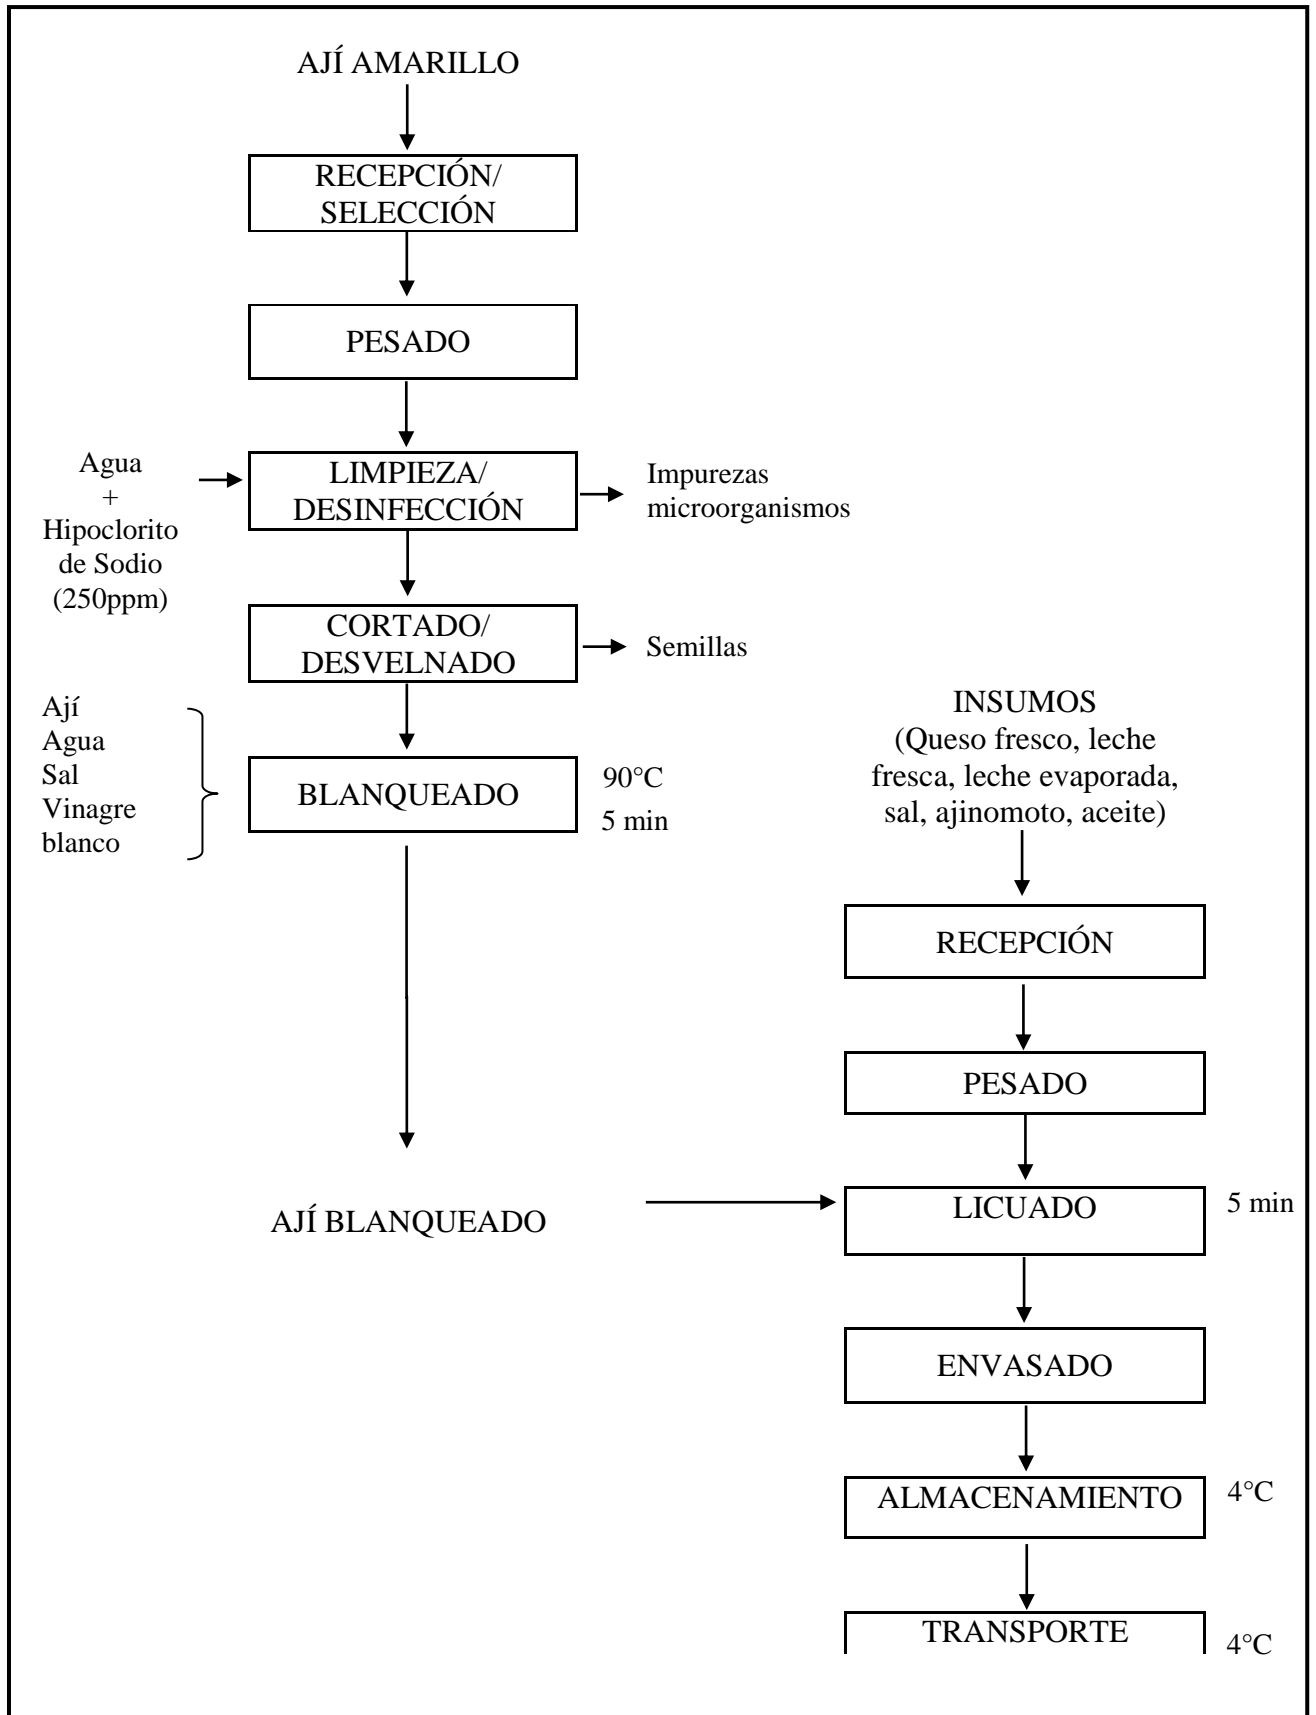 AJÍ AMARILLO
RECEPCIÓN/
SELECCIÓN
PESADO
Agua
+
Hipoclorito
de Sodio
(250ppm)
LIMPIEZA/
DESINFECCIÓN
Impurezas
microorganismos
CORTADO/
DESVELNADO
Semillas
Ají
Agua
Sal
Vinagre
blanco
BLANQUEADO
90°C
5 min
AJÍ BLANQUEADO
INSUMOS
(Queso fresco, leche
fresca, leche evaporada,
sal, ajinomoto, aceite)
RECEPCIÓN
PESADO
LICUADO
5 min
ENVASADO
ALMACENAMIENTO
4°C
TRANSPORTE
4°C